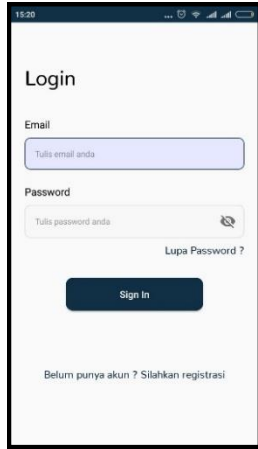 15:20
...
Login
Email
Tulis email anda
Password
Tulis password anda
Lupa Password ?
Sign In
Belum punya akun ? Silahkan registrasi